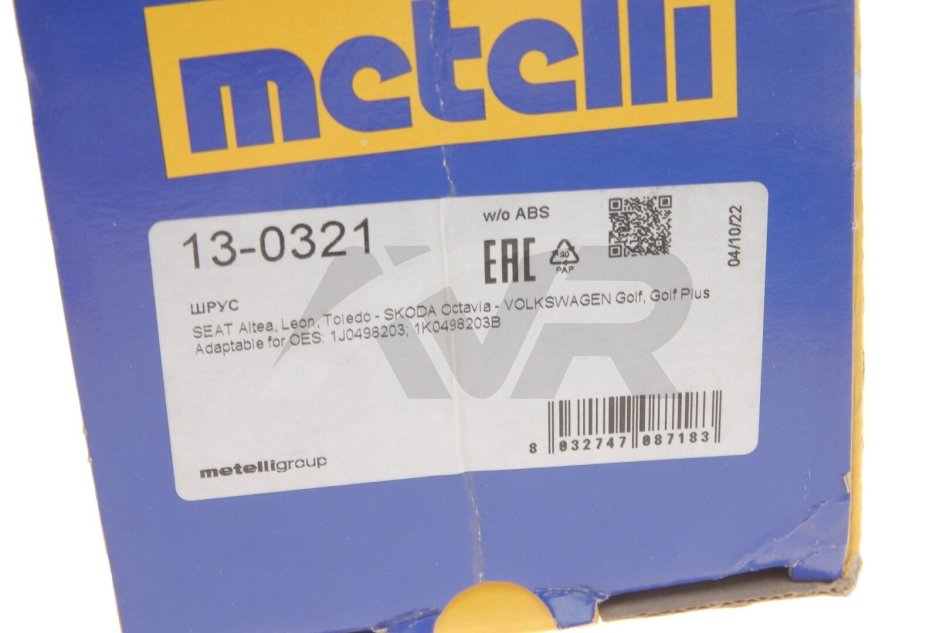 metelli
13-0321
w/o ABS
EAC
20
PAP
04/10/22
ШРУС
SEAT Altea, Leon, Toledo - SKODA Octavia - VOLKSWAGEN Golf, Golf Plus
Adaptable for OES: 1J0498203; 1K0498203B
AVR
8 032747 087183
metelligroup